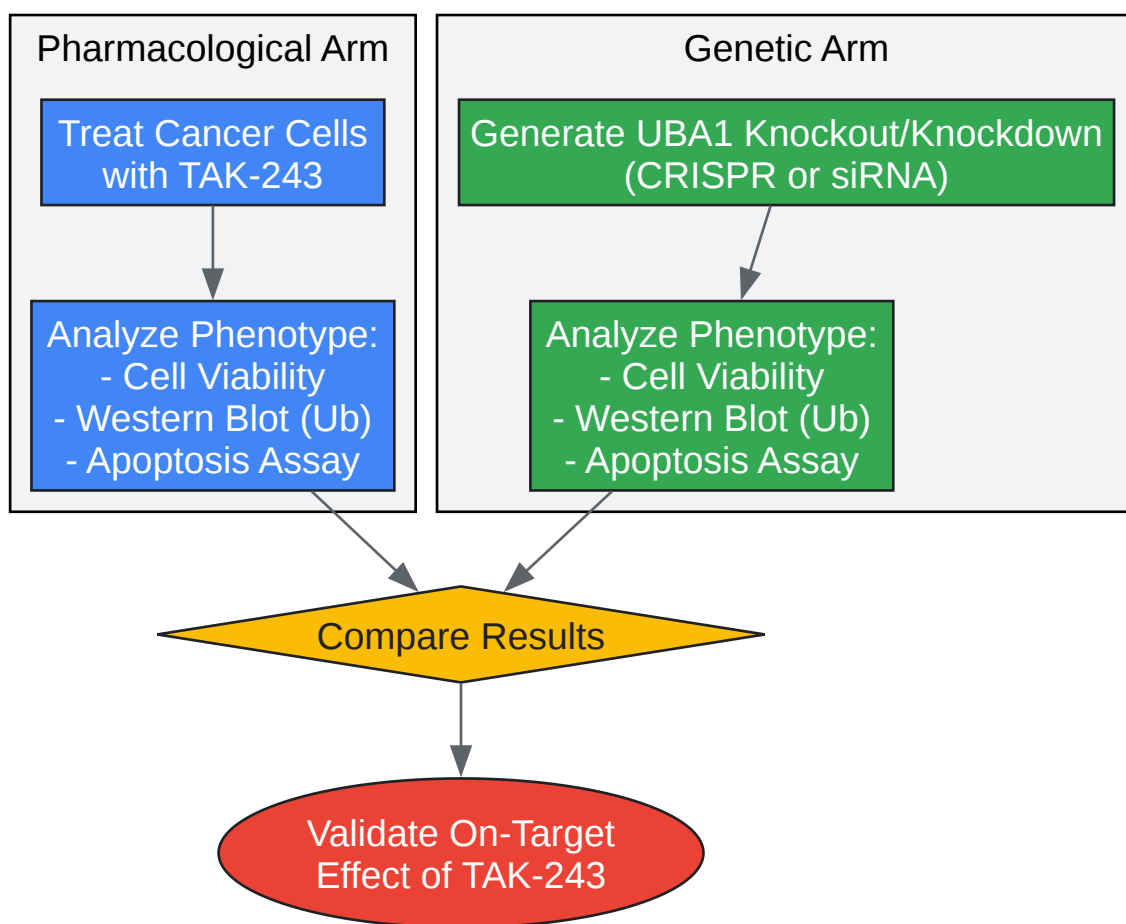 Pharmacological Arm
Treat Cancer Cells
with TAK-243
Analyze Phenotype:
- Cell Viability
- Western Blot (Ub)
- Apoptosis Assay
Genetic Arm
Generate UBA1 Knockout/Knockdown
(CRISPR or siRNA)
Analyze Phenotype:
- Cell Viability
- Western Blot (Ub)
- Apoptosis Assay
Compare Results
Validate On-Target
Effect of TAK-243